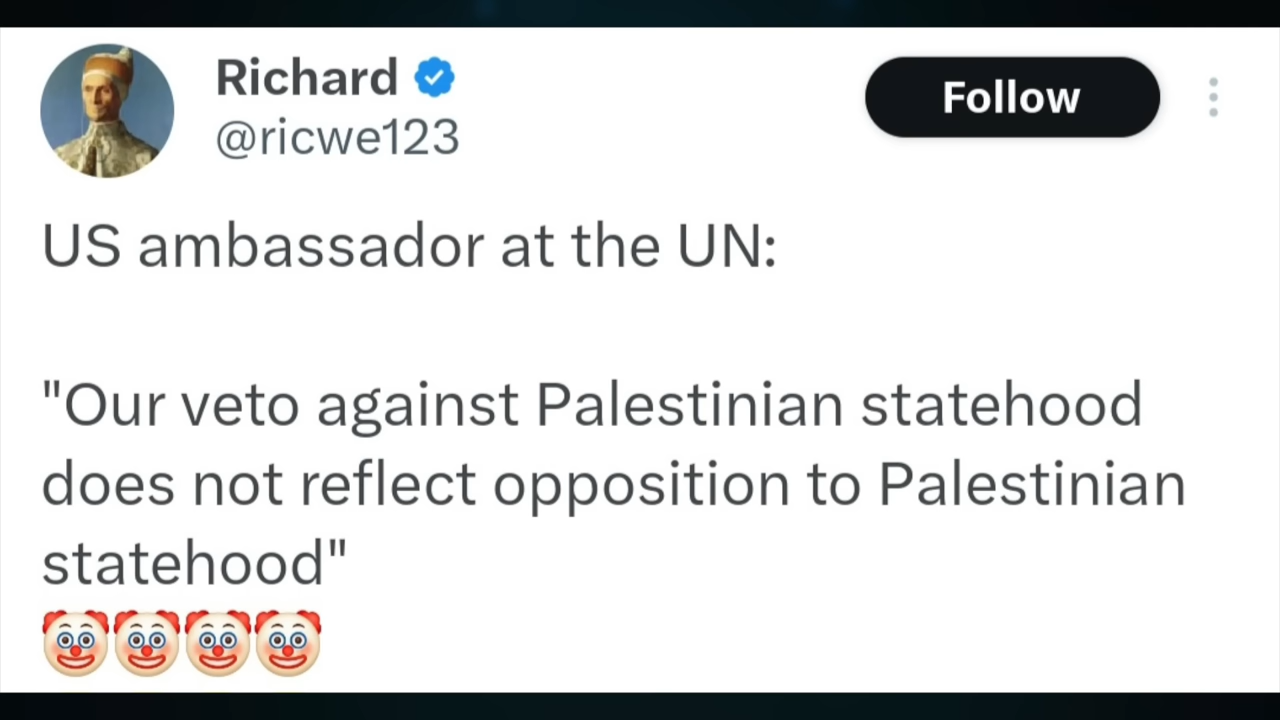 Richard
Follow
@ricwe123
US ambassador at the UN:
"Our veto against Palestinian statehood
does not reflect opposition to Palestinian
statehood"
🤡🤡🤡🤡